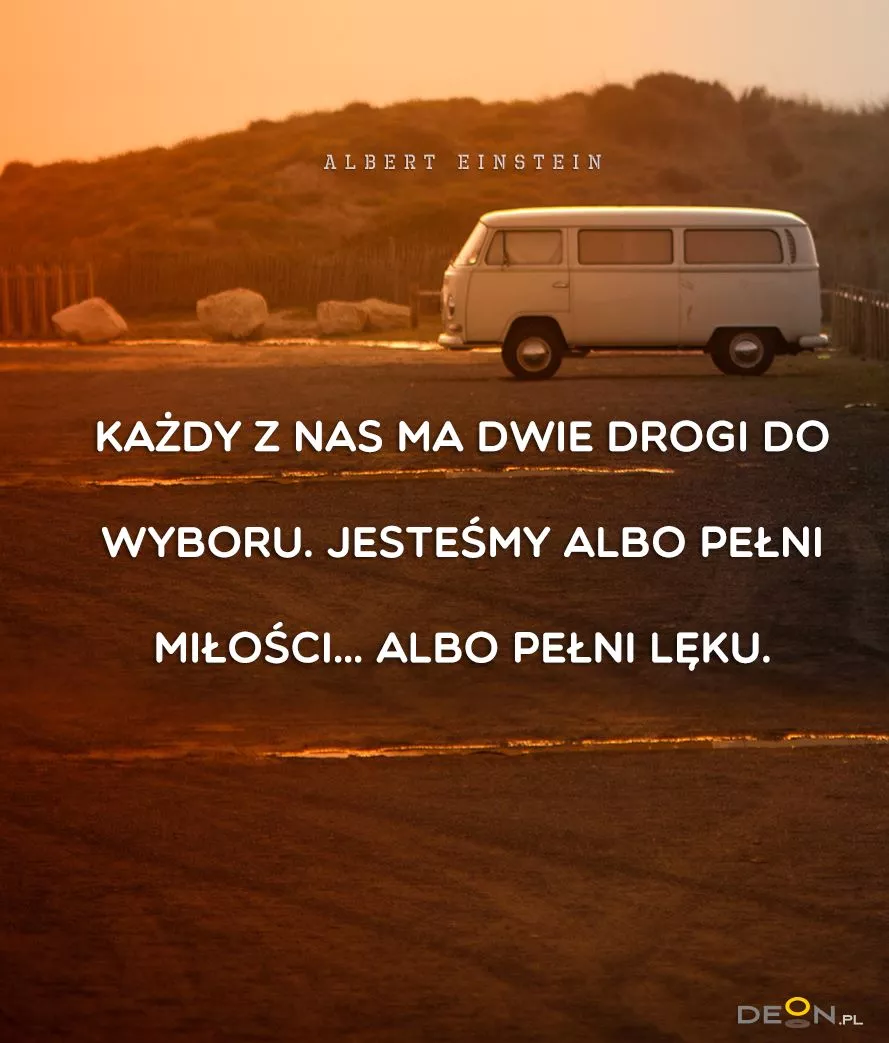 ALBERT EINSTEIN
KAŻDY Z NAS MA DWIE DROGI DO
WYBORU. JESTEŚMY ALBO PEŁNI
MIŁOŚCI... ALBO PEŁNI LĘKU.
DEON.PL